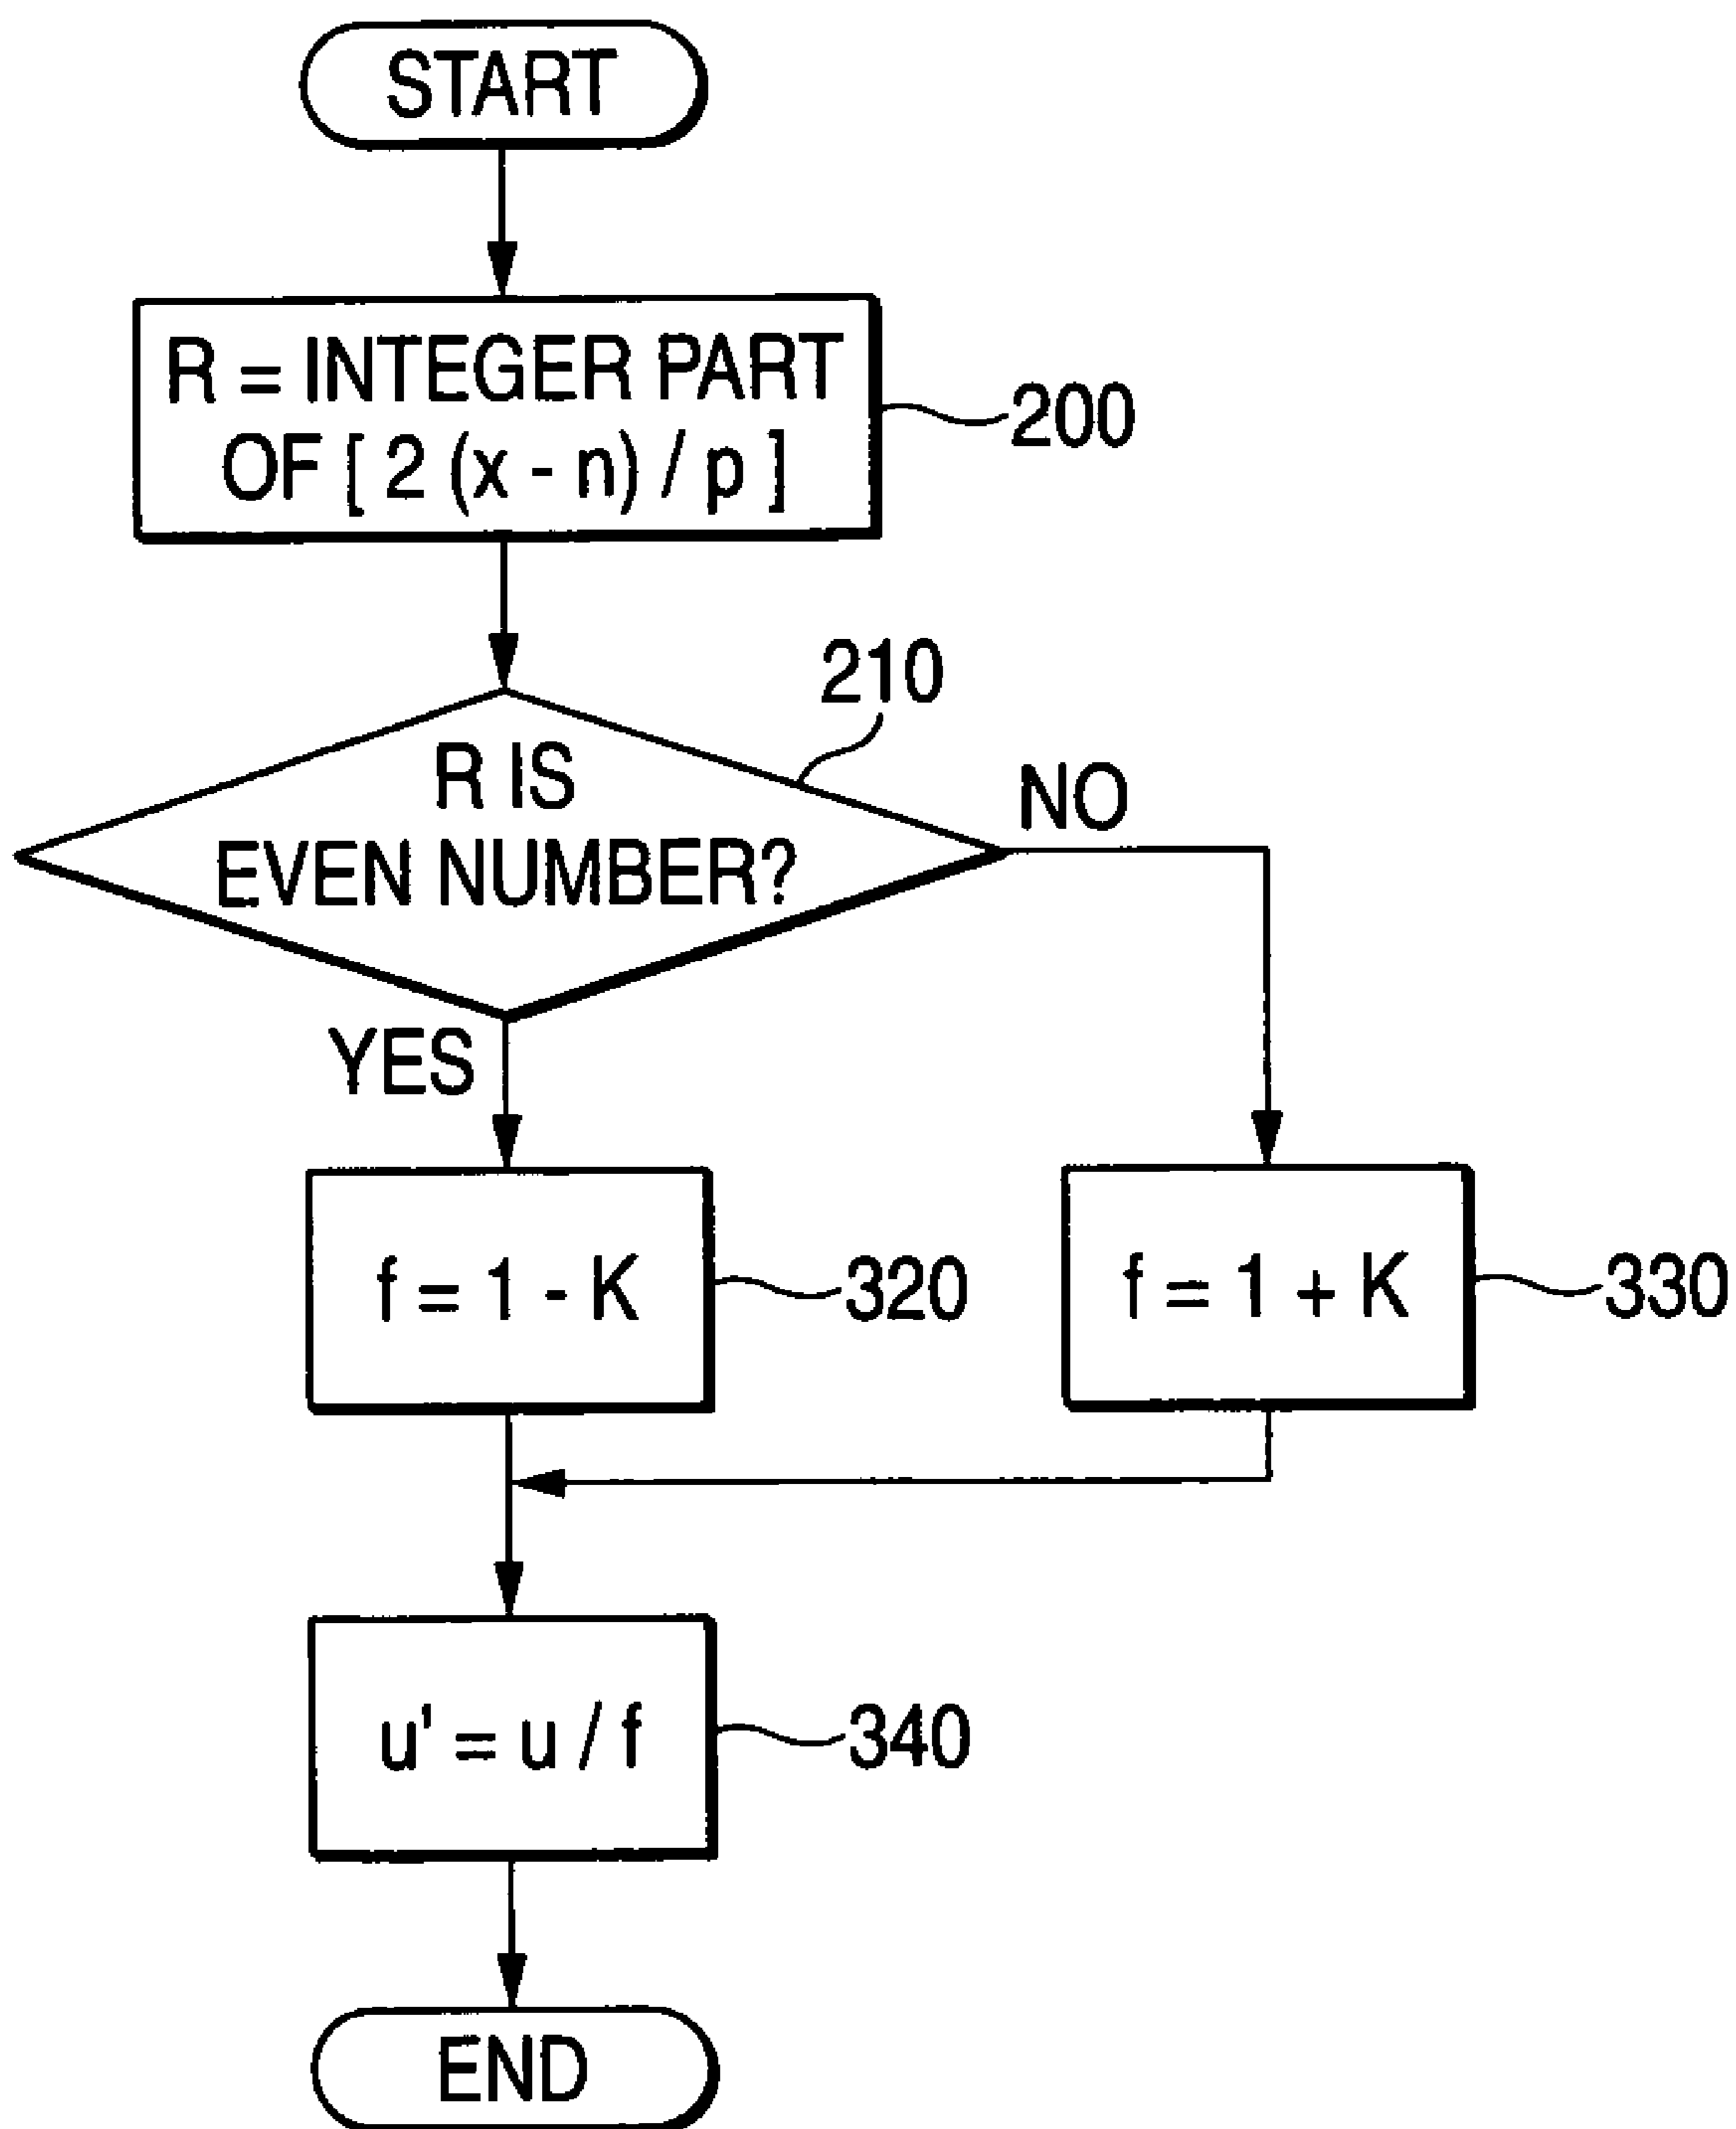 START
R = INTEGER PART
OF [ 2 (x - n) / p ]
200
210
R IS
EVEN NUMBER?
NO
YES
f = 1 - K
320
f = 1 + K
330
u' = u / f
340
END